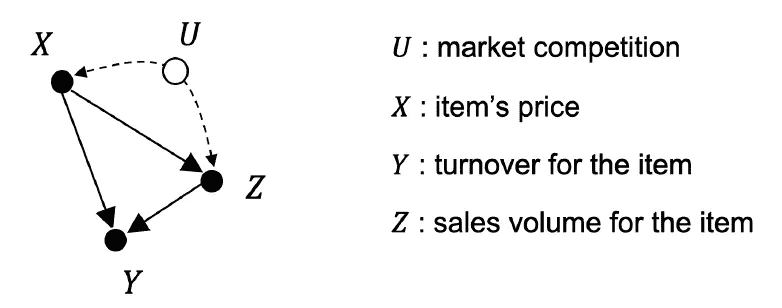 U
X
Z
Y
U : market competition
X : item's price
Y : turnover for the item
Z : sales volume for the item